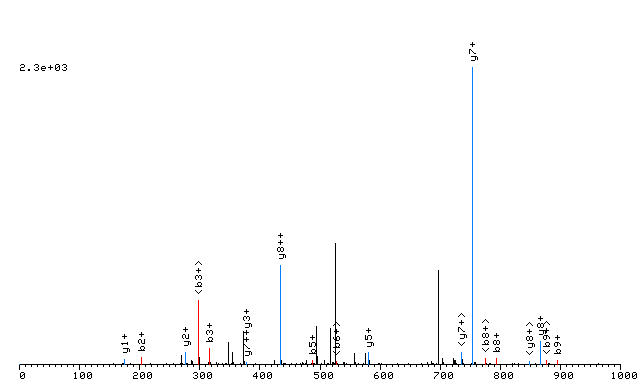 2.3e+03
y7+
y8++
b3+^
y1+
b2+
y2+
b3+
y7++
y3+
b5+
b6+^
y5+
y7+^
b8+^
b8+
y8+^
y8+
b9+^
b9+
0 100 200 300 400 500 600 700 800 900 1000